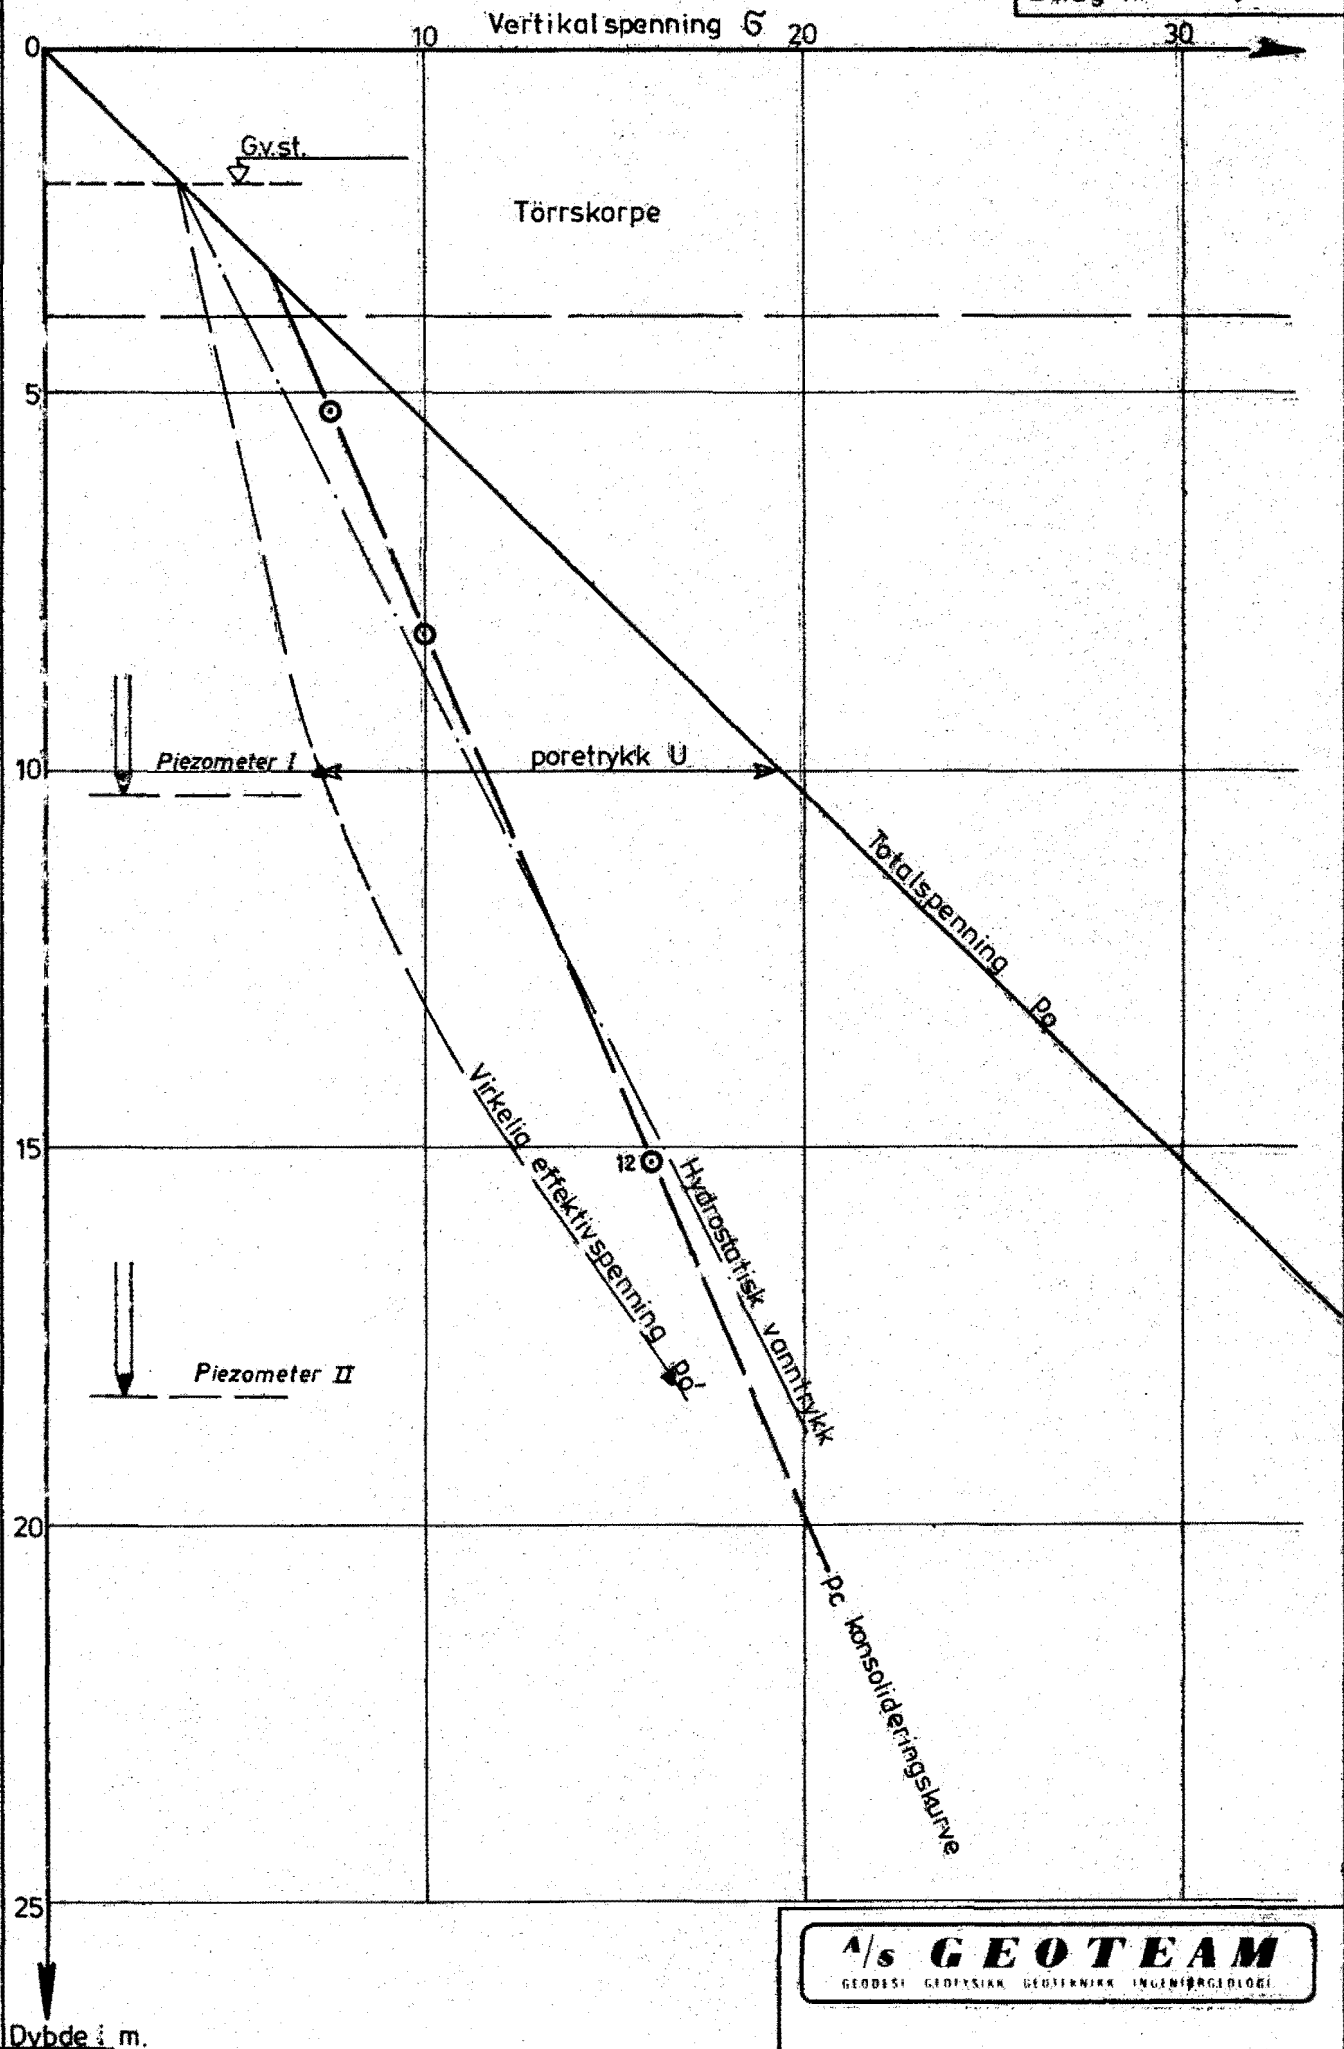 Vertikalspenning σ
0
10
20
30
G.v.st.
Törrskorpe
5
10
Piezometer I
poretrykk U
Totalspenning po
Virkelig effektivspenning po'
15
12
Hydrostatisk vanntrykk
Piezometer II
20
pc konsolideringskurve
25
A/s GEOTEAM
GEODESI GEOFYSIKK GEOTEKNIKK INGENIØRGEOLOGI
Dybde i m.